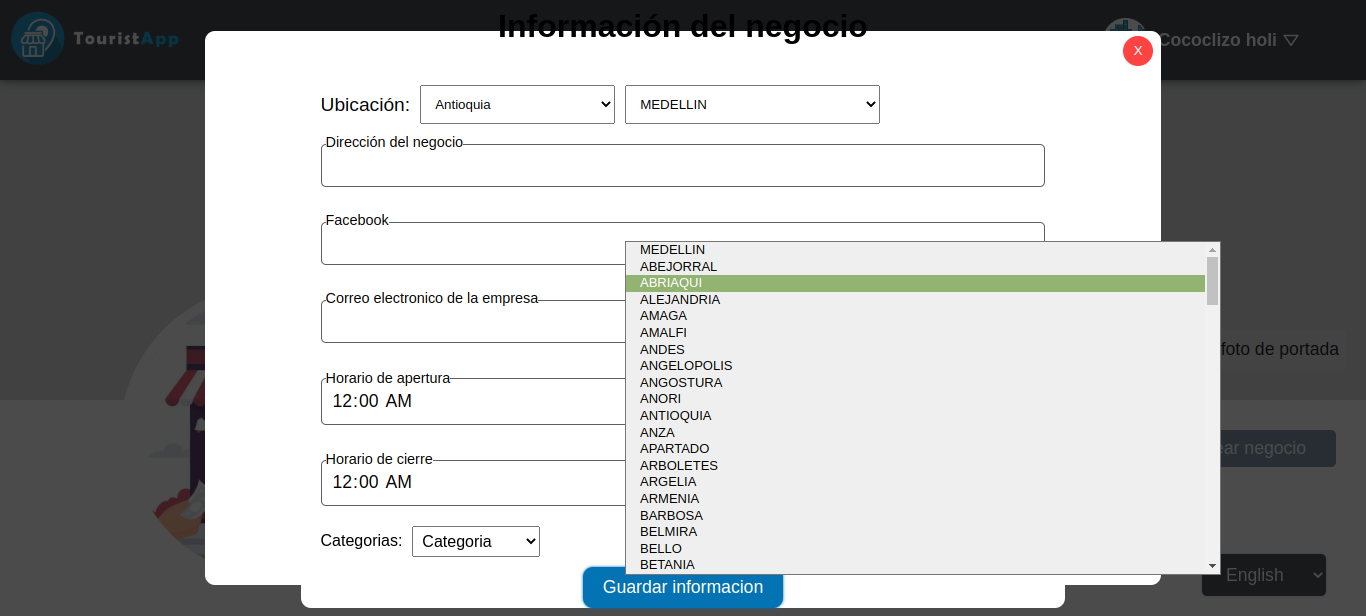 TouristApp
Información del negocio
Cococlizo holi
X
Ubicación:
Antioquia
MEDELLIN
Dirección del negocio
Facebook
Correo electronico de la empresa
Horario de apertura
12:00 AM
Horario de cierre
12:00 AM
Categorias:
Categoria
MEDELLIN
ABEJORRAL
ABRIAQUI
ALEJANDRIA
AMAGA
AMALFI
ANDES
ANGELOPOLIS
ANGOSTURA
ANORI
ANTIOQUIA
ANZA
APARTADO
ARBOLETES
ARGELIA
ARMENIA
BARBOSA
BELMIRA
BELLO
BETANIA
foto de portada
ear negocio
English
Guardar informacion